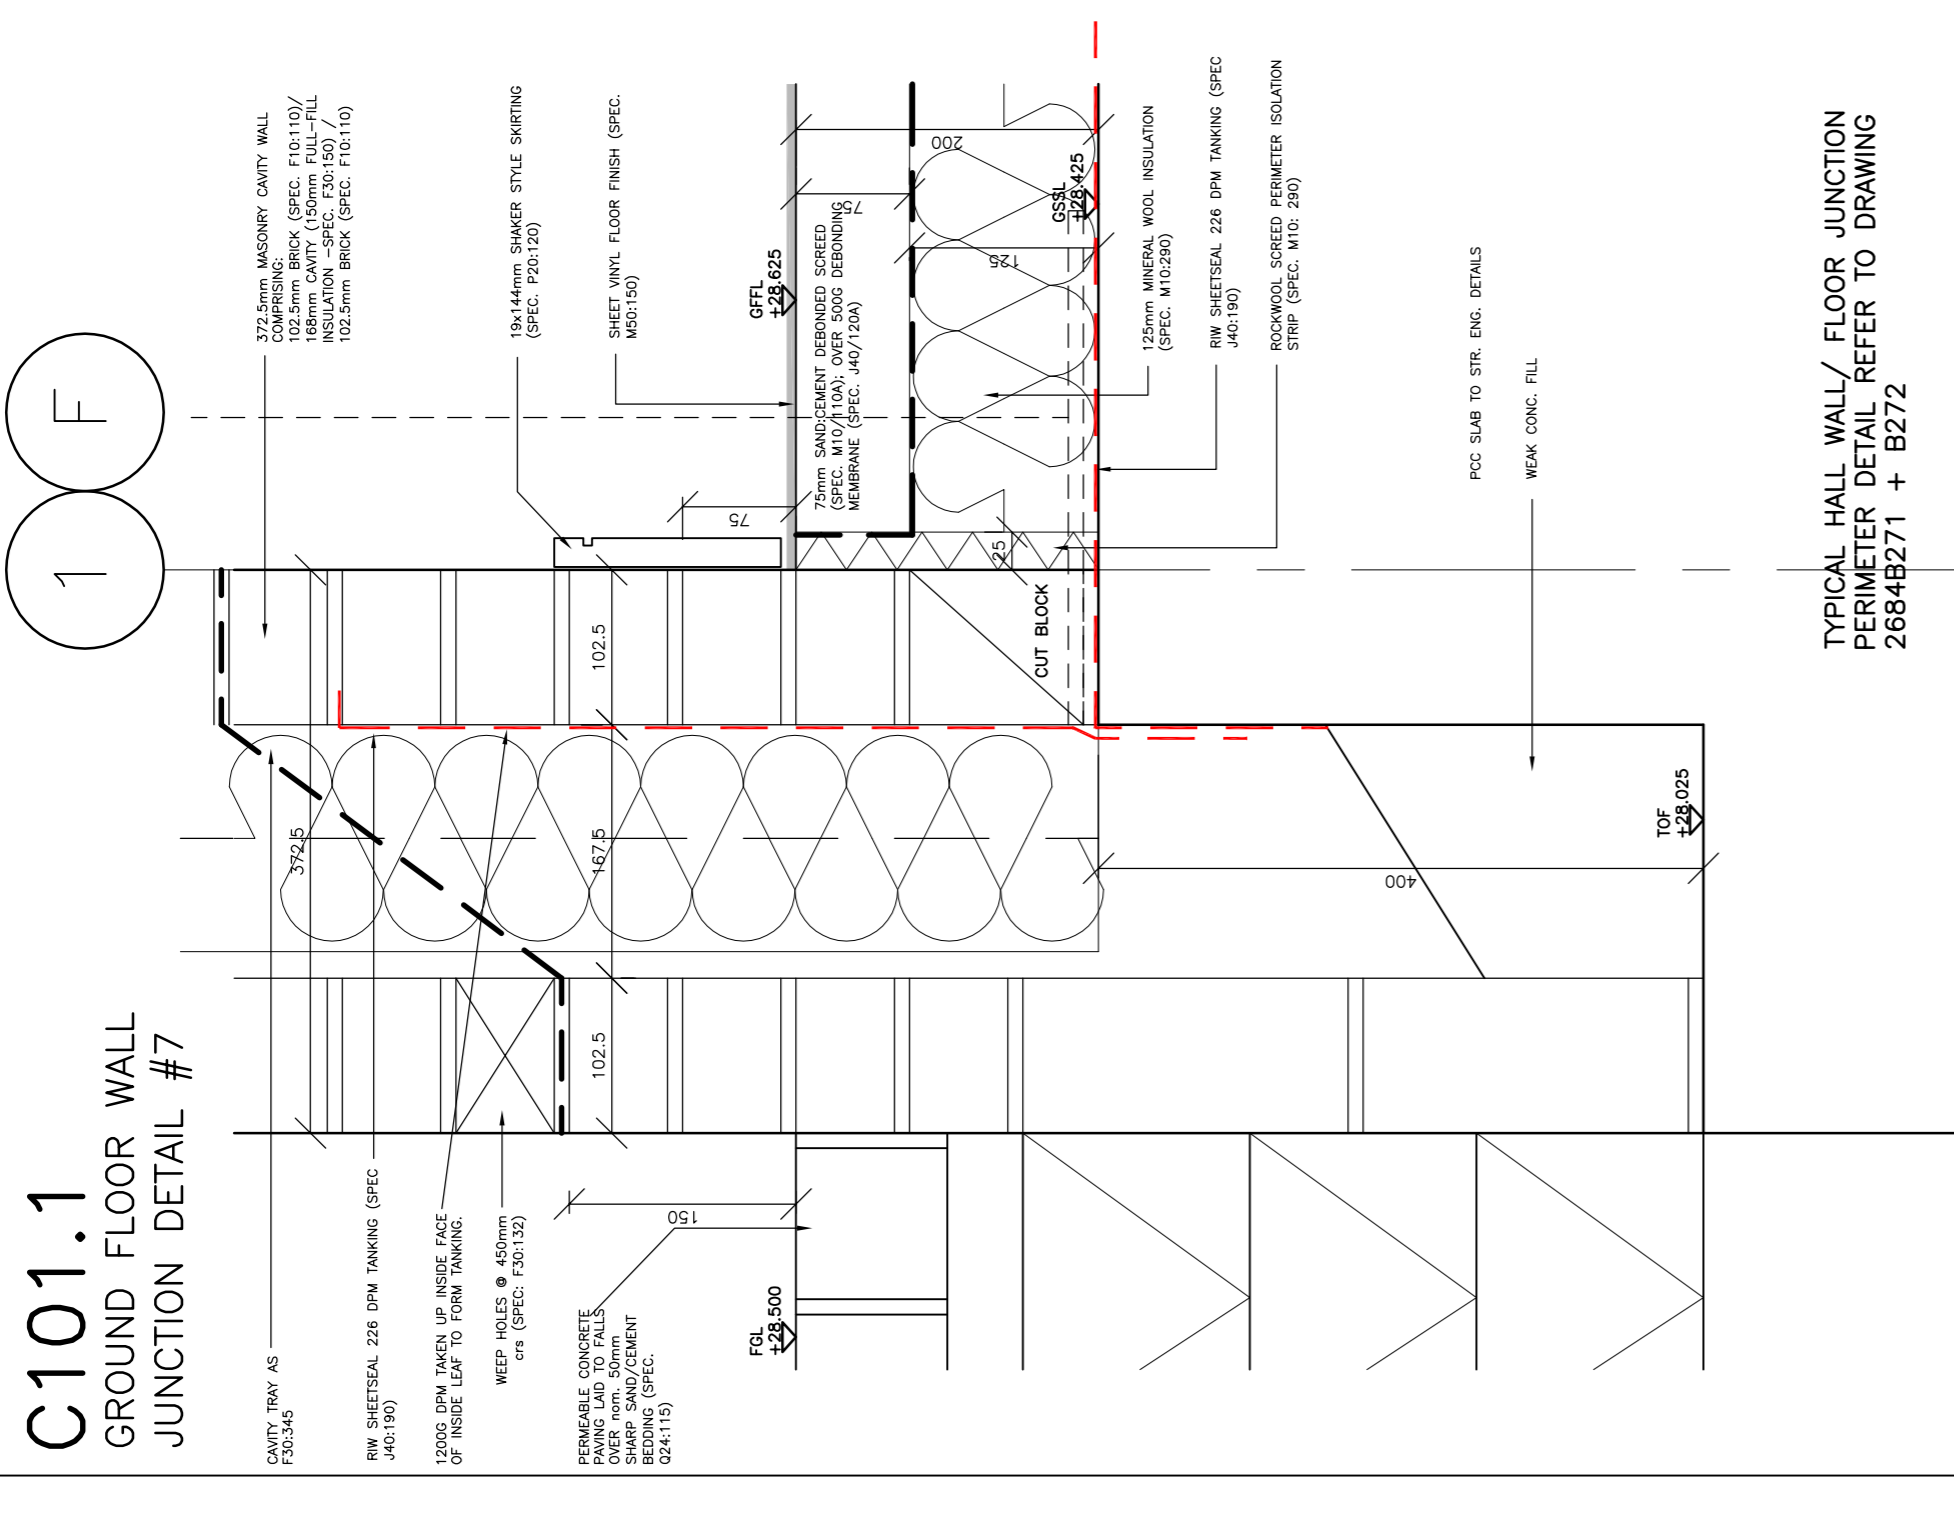 C101.1
GROUND FLOOR WALL
JUNCTION DETAIL #7
1
F
372.5mm MASONRY CAVITY WALL
COMPRISING:
102.5mm BRICK (SPEC. F10:110)/
168mm CAVITY (150mm FULL-FILL
INSULATION -SPEC. F30:150) /
102.5mm BRICK (SPEC. F10:110)
19x144mm SHAKER STYLE SKIRTING
(SPEC. P20:120)
SHEET VINYL FLOOR FINISH (SPEC.
M50:150)
GFFL
+28.625
75mm SAND:CEMENT DEBONDED SCREED
(SPEC. M10/110A); OVER 500G DEBONDING
MEMBRANE (SPEC. J40/120A)
GSSL
+28.425
125mm MINERAL WOOL INSULATION
(SPEC. M10:290)
RIW SHEETSEAL 226 DPM TANKING (SPEC
J40:190)
ROCKWOOL SCREED PERIMETER ISOLATION
STRIP (SPEC. M10: 290)
PCC SLAB TO STR. ENG. DETAILS
WEAK CONC. FILL
CUT BLOCK
200
75
125
75
25
102.5
372.5
167.5
102.5
400
150
TOF
+28.025
CAVITY TRAY AS
F30:345
RIW SHEETSEAL 226 DPM TANKING (SPEC
J40:190)
1200G DPM TAKEN UP INSIDE FACE
OF INSIDE LEAF TO FORM TANKING.
WEEP HOLES @ 450mm
crs (SPEC: F30:132)
PERMEABLE CONCRETE
PAVING LAID TO FALLS
OVER nom. 50mm
SHARP SAND/CEMENT
BEDDING (SPEC.
Q24:115)
FGL
+28.500
TYPICAL HALL WALL/ FLOOR JUNCTION
PERIMETER DETAIL REFER TO DRAWING
2684B271 + B272